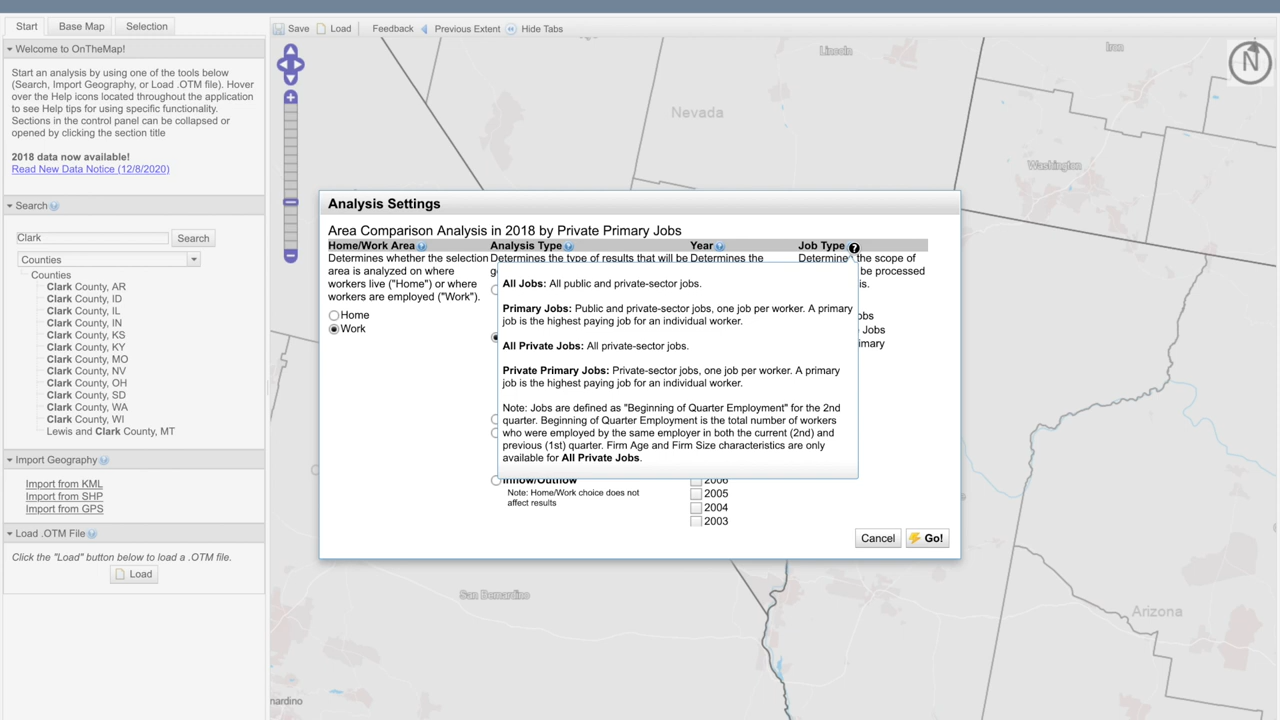 Start
Base Map
Selection
Save
Load
Feedback
Previous Extent
Hide Tabs
Welcome to OnTheMap!
Start an analysis by using one of the tools below
(Search, Import Geography, or Load .OTM file). Hover
over the Help icons located throughout the application
to see Help tips for using specific functionality.
Sections in the control panel can be collapsed or
opened by clicking the section title
2018 data now available!
Read New Data Notice (12/8/2020)
Search
Clark
Search
Counties
Counties
Clark County, AR
Clark County, ID
Clark County, IL
Clark County, IN
Clark County, KS
Clark County, KY
Clark County, MO
Clark County, NV
Clark County, OH
Clark County, SD
Clark County, WA
Clark County, WI
Lewis and Clark County, MT
Import Geography
Import from KML
Import from SHP
Import from GPS
Load .OTM File
Click the "Load" button below to load a .OTM file.
Load
Lincoln
Iron
N
Nevada
Washington
Analysis Settings
Area Comparison Analysis in 2018 by Private Primary Jobs
Home/Work Area
Analysis Type
Year
Job Type
Determines whether the selection
area is analyzed on where
workers live ("Home") or where
workers are employed ("Work").
Home
Work
Determines the type of results that will be
Determines the
Determine the scope of
be processed
is.
Jobs
imary
All Jobs: All public and private-sector jobs.
Primary Jobs: Public and private-sector jobs, one job per worker. A primary
job is the highest paying job for an individual worker.
All Private Jobs: All private-sector jobs.
Private Primary Jobs: Private-sector jobs, one job per worker. A primary
job is the highest paying job for an individual worker.
Note: Jobs are defined as "Beginning of Quarter Employment" for the 2nd
quarter. Beginning of Quarter Employment is the total number of workers
who were employed by the same employer in both the current (2nd) and
previous (1st) quarter. Firm Age and Firm Size characteristics are only
available for All Private Jobs.
Inflow/Outflow
Note: Home/Work choice does not
affect results
2006
2005
2004
2003
Cancel
Go!
San Bernardino
Arizona
nardino